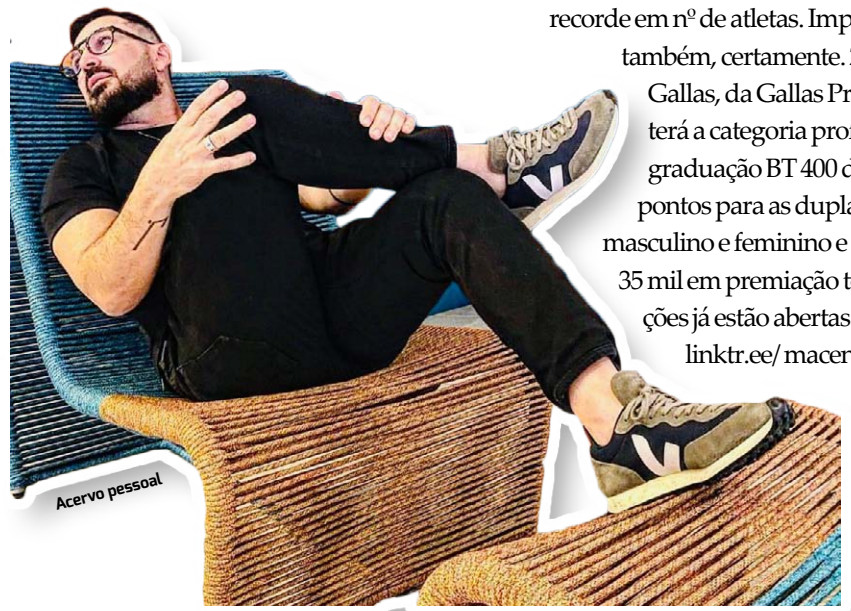 recorde em nº de atletas. Imp
também, certamente.
Gallas, da Gallas Pr
terá a categoria pro
graduação BT 400 d
pontos para as dupla
masculino e feminino e
35 mil em premiação t
ções já estão abertas
linktr.ee/ macer
Acervo pessoal